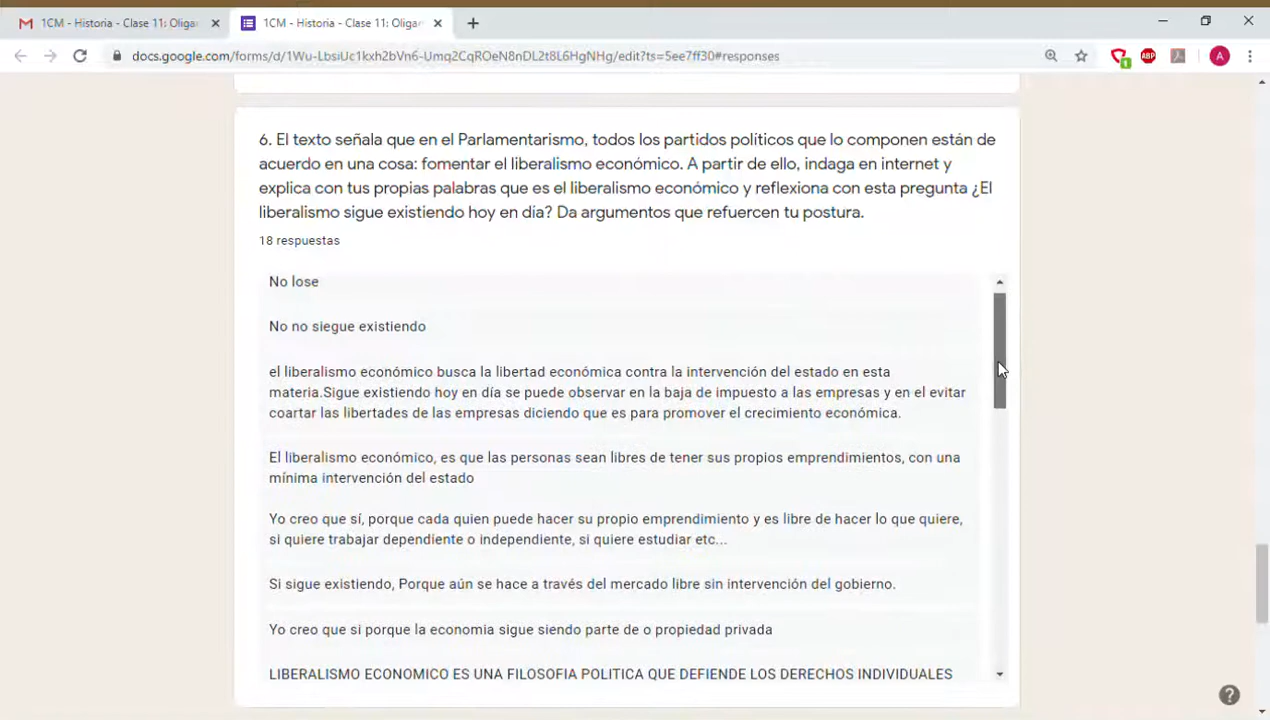 1CM - Historia - Clase 11: Oliga
1CM - Historia - Clase 11: Oliga
docs.google.com/forms/d/1Wu-LbsiUc1kxh2bVn6-Umq2CqROeN8nDL2t8L6HgNHg/edit?ts=5ee7ff30#responses
1
ABP
A
6. El texto señala que en el Parlamentarismo, todos los partidos políticos que lo componen están de
acuerdo en una cosa: fomentar el liberalismo económico. A partir de ello, indaga en internet y
explica con tus propias palabras que es el liberalismo económico y reflexiona con esta pregunta ¿El
liberalismo sigue existiendo hoy en día? Da argumentos que refuercen tu postura.
18 respuestas
No lose
No no siegue existiendo
el liberalismo económico busca la libertad económica contra la intervención del estado en esta
materia.Sigue existiendo hoy en día se puede observar en la baja de impuesto a las empresas y en el evitar
coartar las libertades de las empresas diciendo que es para promover el crecimiento económica.
El liberalismo económico, es que las personas sean libres de tener sus propios emprendimientos, con una
mínima intervención del estado
Yo creo que sí, porque cada quien puede hacer su propio emprendimiento y es libre de hacer lo que quiere,
si quiere trabajar dependiente o independiente, si quiere estudiar etc...
Si sigue existiendo, Porque aún se hace a través del mercado libre sin intervención del gobierno.
Yo creo que si porque la economia sigue siendo parte de o propiedad privada
LIBERALISMO ECONOMICO ES UNA FILOSOFIA POLITICA QUE DEFIENDE LOS DERECHOS INDIVIDUALES